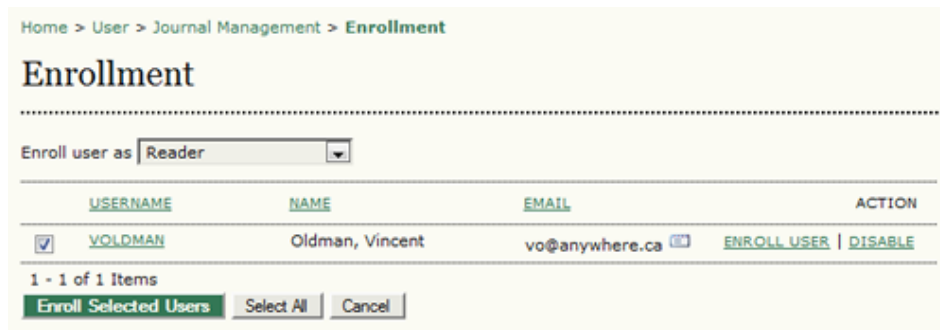 Home > User > Journal Management > Enrollment
Enrollment
Enroll user as Reader
USERNAME NAME EMAIL ACTION
VOLDMAN Oldman, Vincent vo@anywhere.ca ENROLL USER | DISABLE
1 - 1 of 1 Items
Enroll Selected Users Select All Cancel